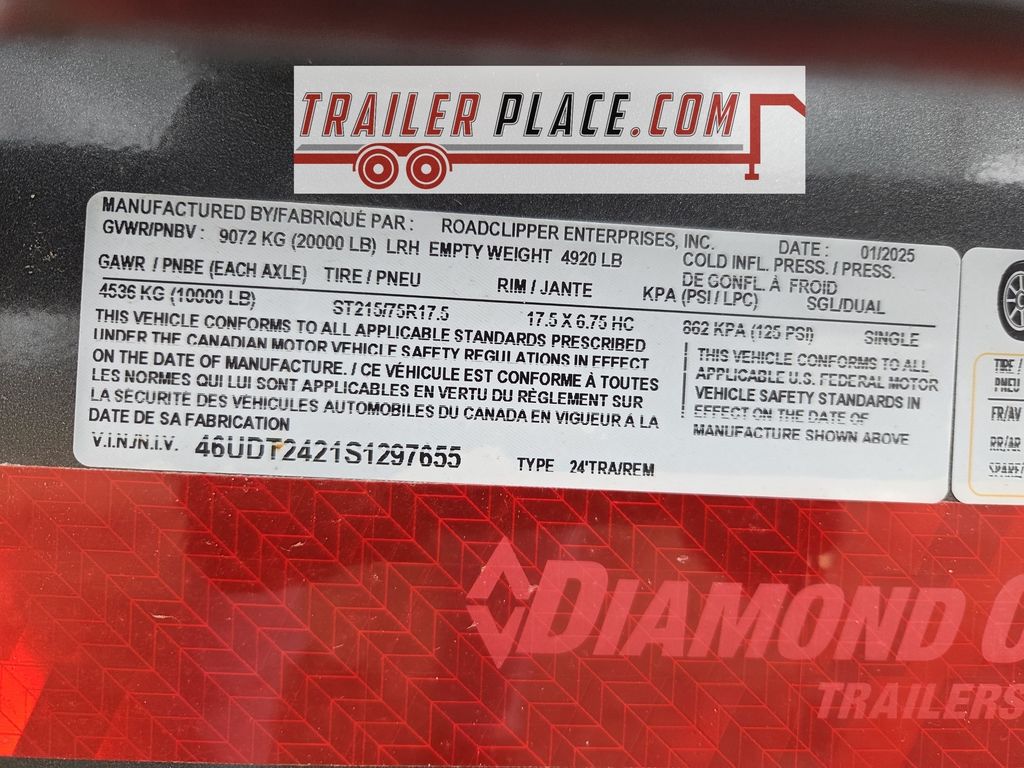 TRAILER PLACE.COM
MANUFACTURED BY/FABRIQUÉ PAR : ROADCLIPPER ENTERPRISES, INC. DATE : 01/2025
GVWR/PNBV : 9072 KG (20000 LB) LRH EMPTY WEIGHT 4920 LB COLD INFL. PRESS. / PRESS.
DE GONFL. À FROID
GAWR / PNBE (EACH AXLE) TIRE / PNEU RIM / JANTE KPA (PSI / LPC) SGL/DUAL
4536 KG (10000 LB) ST215/75R17.5 17.5 X 6.75 HC 862 KPA (125 PSI) SINGLE
THIS VEHICLE CONFORMS TO ALL APPLICABLE STANDARDS PRESCRIBED
UNDER THE CANADIAN MOTOR VEHICLE SAFETY REGULATIONS IN EFFECT
ON THE DATE OF MANUFACTURE. / CE VÉHICULE EST CONFORME À TOUTES
LES NORMES QUI LUI SONT APPLICABLES EN VERTU DU RÈGLEMENT SUR
LA SÉCURITÉ DES VÉHICULES AUTOMOBILES DU CANADA EN VIGUEUR À LA
DATE DE SA FABRICATION
THIS VEHICLE CONFORMS TO ALL
APPLICABLE U.S. FEDERAL MOTOR
VEHICLE SAFETY STANDARDS IN
EFFECT ON THE DATE OF
MANUFACTURE SHOWN ABOVE
V.I.N./N.I.V. 46UDT2421S1297655 TYPE 24'TRA/REM
TIRE /
PNEU
FR/AV
RR/AR
SPARE/
DIAMOND C
TRAILERS